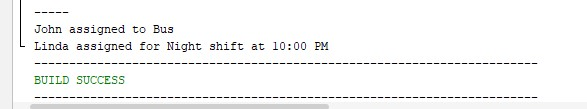 -----
John assigned to Bus
Linda assigned for Night shift at 10:00 PM
------------------------------------------------------------------------
BUILD SUCCESS
------------------------------------------------------------------------